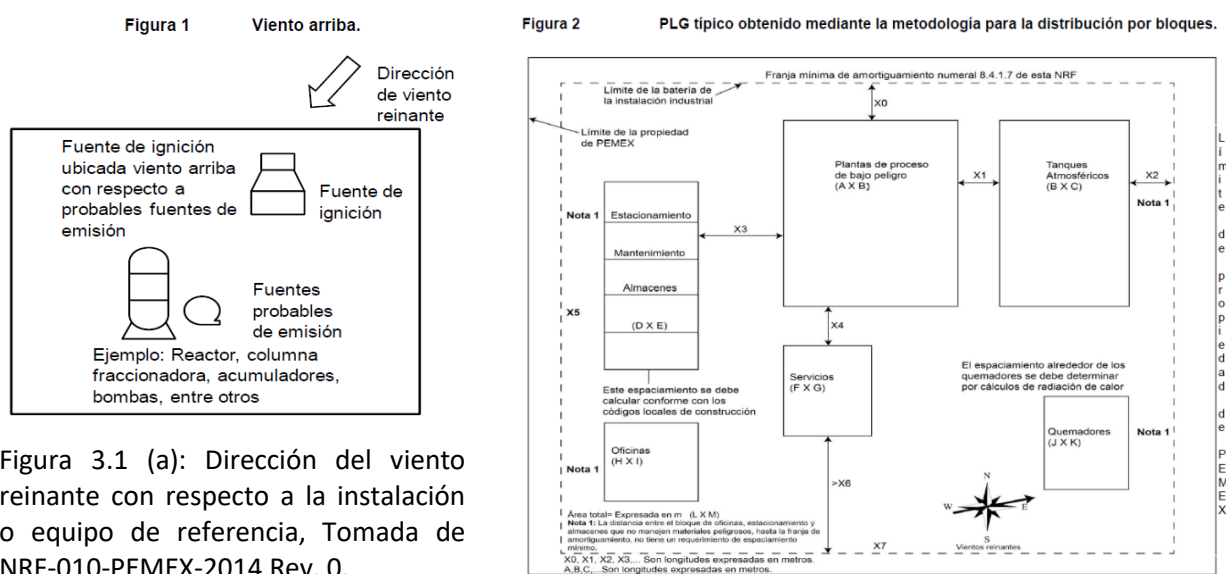 Figura 1 Viento arriba.
Dirección
de viento
reinante
Fuente de ignición
ubicada viento arriba
con respecto a
probables fuentes de
emisión
Fuente de
ignición
Fuentes
probables
de emisión
Ejemplo: Reactor, columna
fraccionadora, acumuladores,
bombas, entre otros
Figura 3.1 (a): Dirección del viento
reinante con respecto a la instalación
o equipo de referencia, Tomada de
NRF-010-PEMEX-2014 Rev. 0.
Figura 2 PLG típico obtenido mediante la metodología para la distribución por bloques.
Franja mínima de amortiguamiento numeral 8.4.1.7 de esta NRF
Límite de la batería de
la instalación industrial
X0
Límite de la propiedad
de PEMEX
Plantas de proceso
de bajo peligro
(A X B)
X1
Tanques
Atmosféricos
(B X C)
X2
Nota 1
Nota 1
Estacionamiento
X3
Mantenimiento
Almacenes
X5
(D X E)
X4
Este espaciamiento se debe
calcular conforme con los
códigos locales de construcción
Servicios
(F X G)
El espaciamiento alrededor de los
quemadores se debe determinar
por cálculos de radiación de calor
Quemadores
(J X K)
Nota 1
Oficinas
(H X I)
Nota 1
>X6
N
W
E
S
Vientos reinantes
Área total= Expresada en m (L X M)
Nota 1: La distancia entre el bloque de oficinas, estacionamiento y
almacenes que no manejen materiales peligrosos, hasta la franja de
amortiguamiento, no tiene un requerimiento de espaciamiento
mínimo.
X7
X0, X1, X2, X3,... Son longitudes expresadas en metros.
A,B,C,...Son longitudes expresadas en metros.
Límite de propiedad de PEMEX